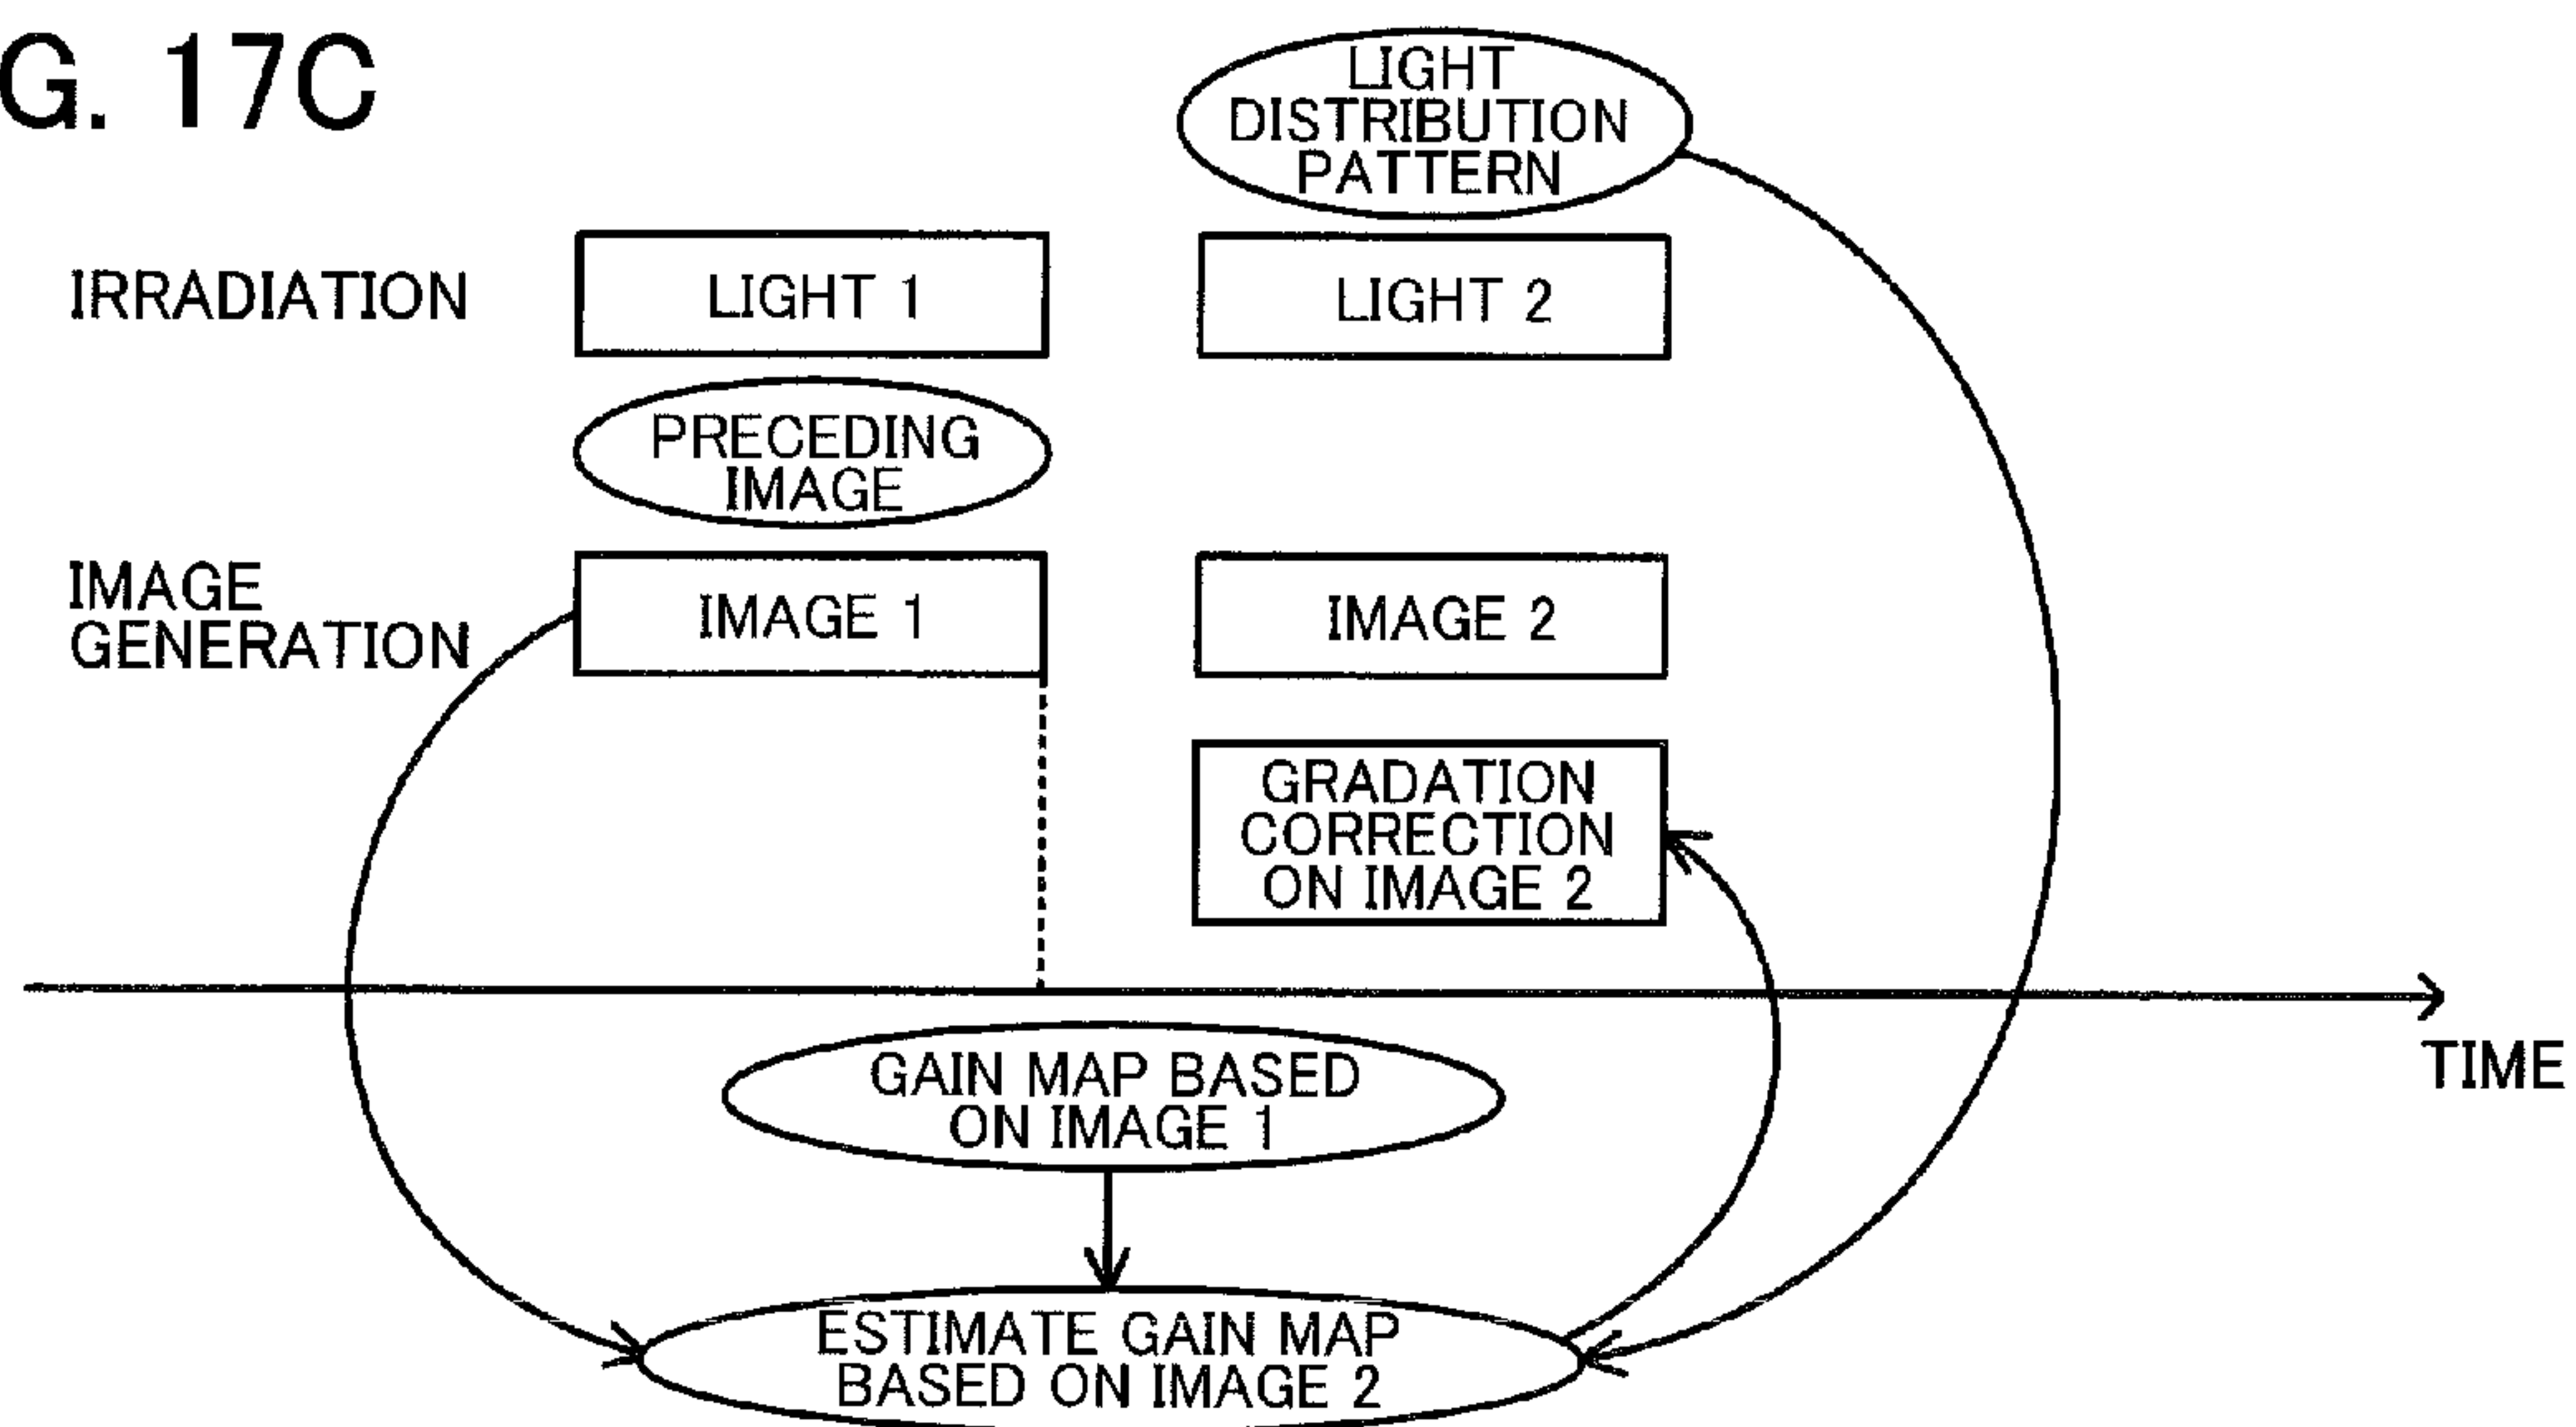 G. 17C
LIGHT
DISTRIBUTION
PATTERN
IRRADIATION
LIGHT 1
LIGHT 2
PRECEDING
IMAGE
IMAGE
GENERATION
IMAGE 1
IMAGE 2
GRADATION
CORRECTION
ON IMAGE 2
TIME
GAIN MAP BASED
ON IMAGE 1
ESTIMATE GAIN MAP
BASED ON IMAGE 2